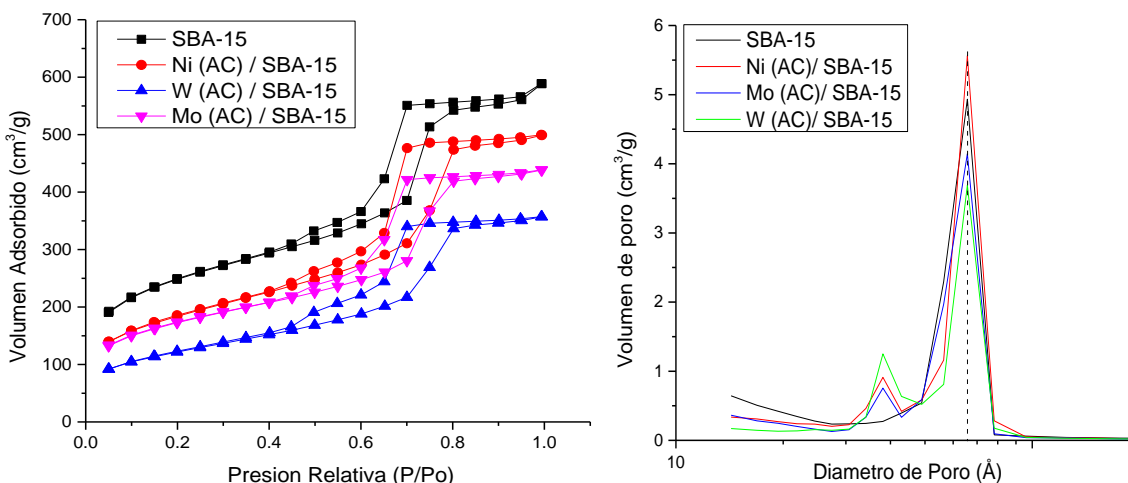 700
600
500
400
300
200
100
0
0.0
0.2
0.4
0.6
0.8
1.0
Volumen Adsorbido (cm³/g)
Presion Relativa (P/Po)
SBA-15
Ni (AC) / SBA-15
W (AC) / SBA-15
Mo (AC) / SBA-15
6
5
4
3
2
1
0
10
Volumen de poro (cm³/g)
Diametro de Poro (Å)
SBA-15
Ni (AC)/ SBA-15
Mo (AC)/ SBA-15
W (AC)/ SBA-15